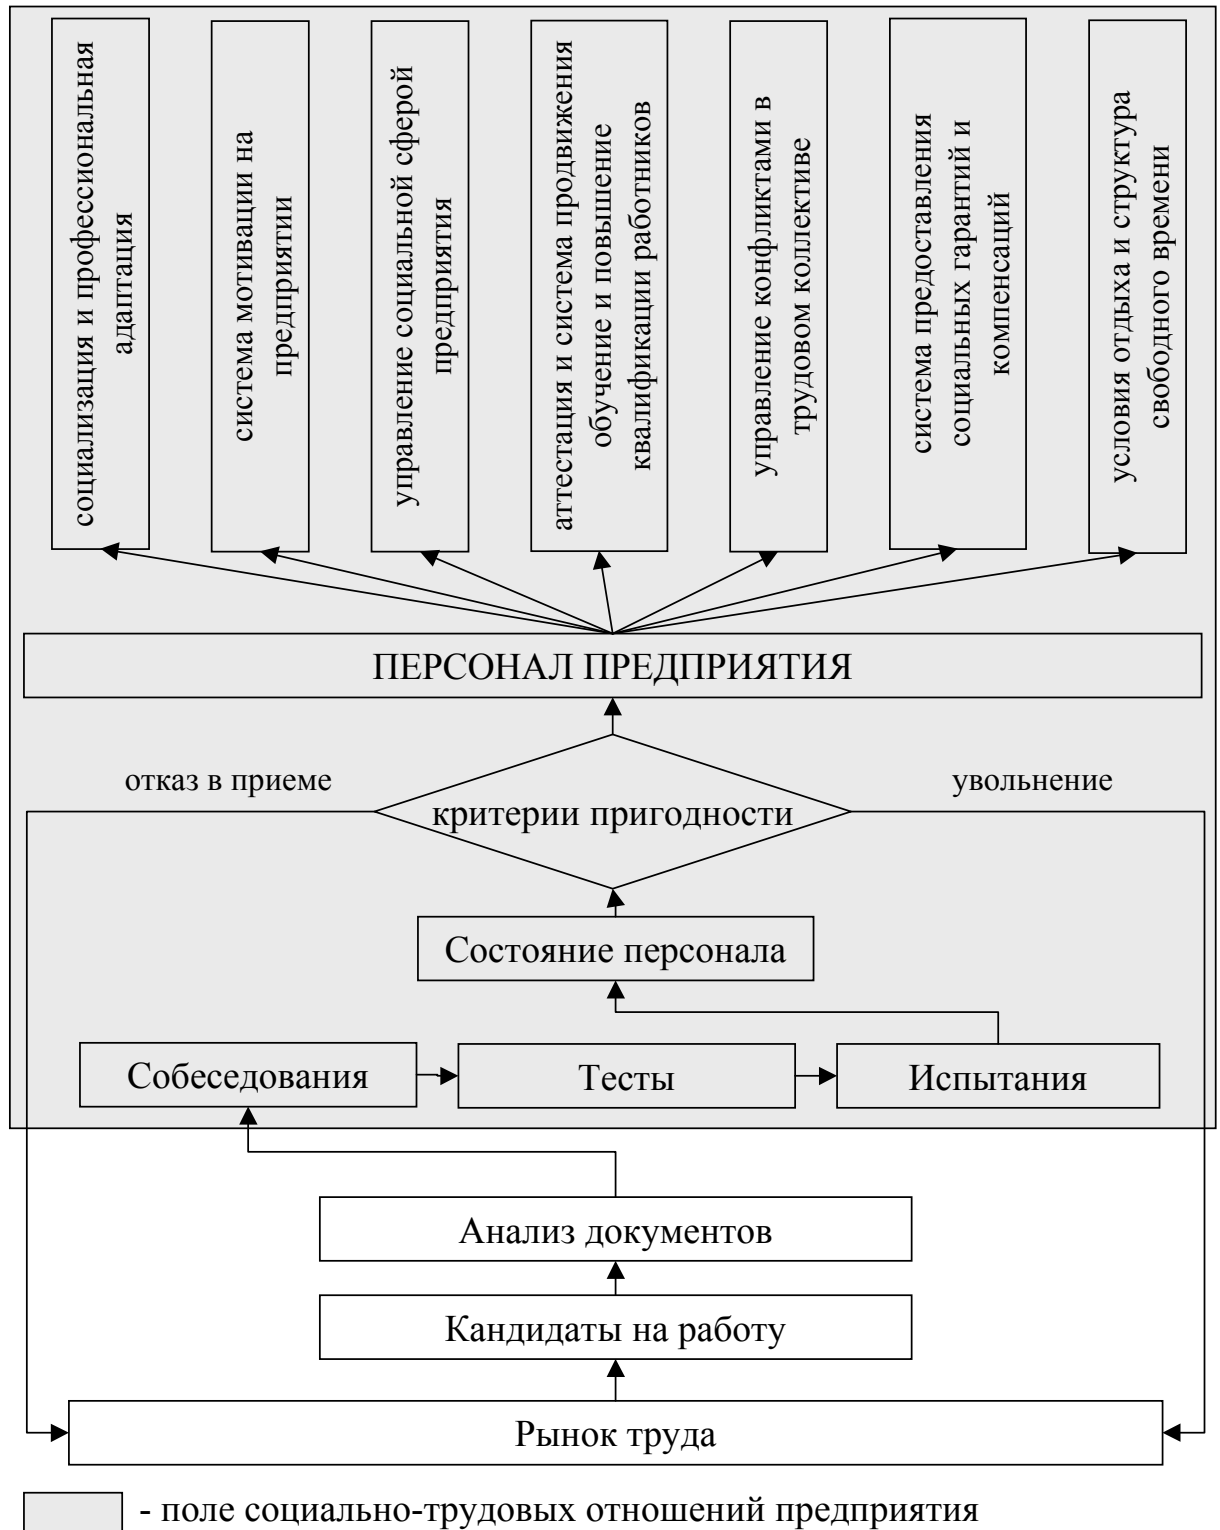 социализация и профессиональная
адаптация
система мотивации на
предприятии
управление социальной сферой
предприятия
аттестация и система продвижения
обучение и повышение
квалификации работников
управление конфликтами в
трудовом коллективе
система предоставления
социальных гарантий и
компенсаций
условия отдыха и структура
свободного времени
ПЕРСОНАЛ ПРЕДПРИЯТИЯ
отказ в приеме
увольнение
критерии пригодности
Состояние персонала
Собеседования
Тесты
Испытания
Анализ документов
Кандидаты на работу
Рынок труда
- поле социально-трудовых отношений предприятия